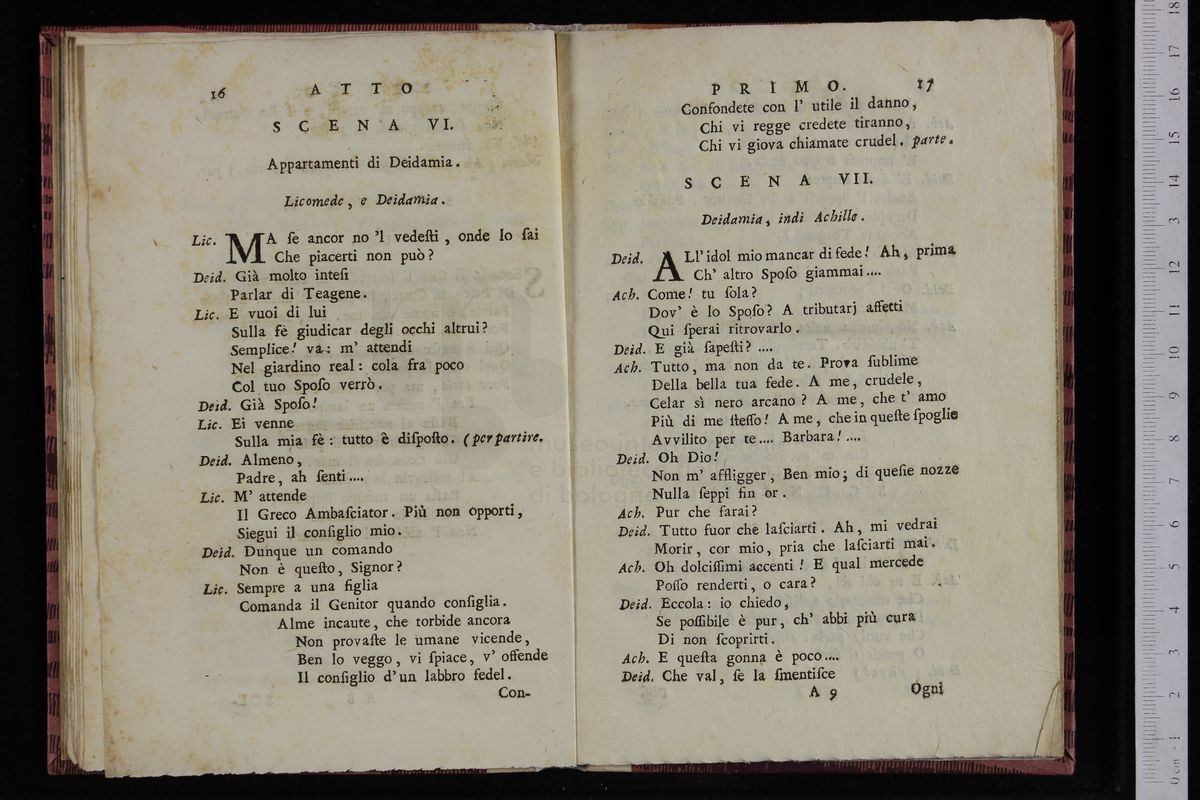 16 ATTO
SCENA VI.
Appartamenti di Deidamia.
Licomede, e Deidamia.
Lic. MA ſe ancor no 'l vedeſti, onde lo ſai
Che piacerti non può?
Deid. Già molto inteſi
Parlar di Teagene.
Lic. E vuoi di lui
Sulla fè giudicar degli occhi altrui?
Semplice! va: m' attendi
Nel giardino real: colà fra poco
Col tuo Spoſo verrò.
Deid. Già Spoſo!
Lic. Ei venne
Sulla mia fè: tutto è diſpoſto. (per partire.
Deid. Almeno,
Padre, ah ſenti....
Lic. M' attende
Il Greco Ambaſciator. Più non opporti,
Siegui il conſiglio mio.
Deid. Dunque un comando
Non è queſto, Signor?
Lic. Sempre a una figlia
Comanda il Genitor quando conſiglia.
Alme incaute, che torbide ancora
Non provaſte le umane vicende,
Ben lo veggo, vi ſpiace, v' offende
Il conſiglio d'un labbro fedel.
Con-
PRIMO. 17
Confondete con l' utile il danno,
Chi vi regge credete tiranno,
Chi vi giova chiamate crudel. parte.
SCENA VII.
Deidamia, indi Achille.
Deid. ALl' idol mio mancar di fede! Ah, prima
Ch' altro Spoſo giammai....
Ach. Come! tu ſola?
Dov' è lo Spoſo? A tributarj affetti
Qui ſperai ritrovarlo.
Deid. E già ſapeſti? ....
Ach. Tutto, ma non da te. Prova ſublime
Della bella tua fede. A me, crudele,
Celar sì nero arcano? A me, che t' amo
Più di me ſteſſo! A me, che in queſte ſpoglie
Avvilito per te.... Barbara! ....
Deid. Oh Dio!
Non m' affligger, Ben mio; di queſte nozze
Nulla ſeppi fin or.
Ach. Pur che farai?
Deid. Tutto fuor che laſciarti. Ah, mi vedrai
Morir, cor mio, pria che laſciarti mai.
Ach. Oh dolciſſimi accenti! E qual mercede
Poſſo renderti, o cara?
Deid. Eccola: io chiedo,
Se poſſibile è pur, ch' abbi più cura
Di non ſcoprirti.
Ach. E queſta gonna è poco....
Deid. Che val, ſe la ſmentiſce
A 9 Ogni